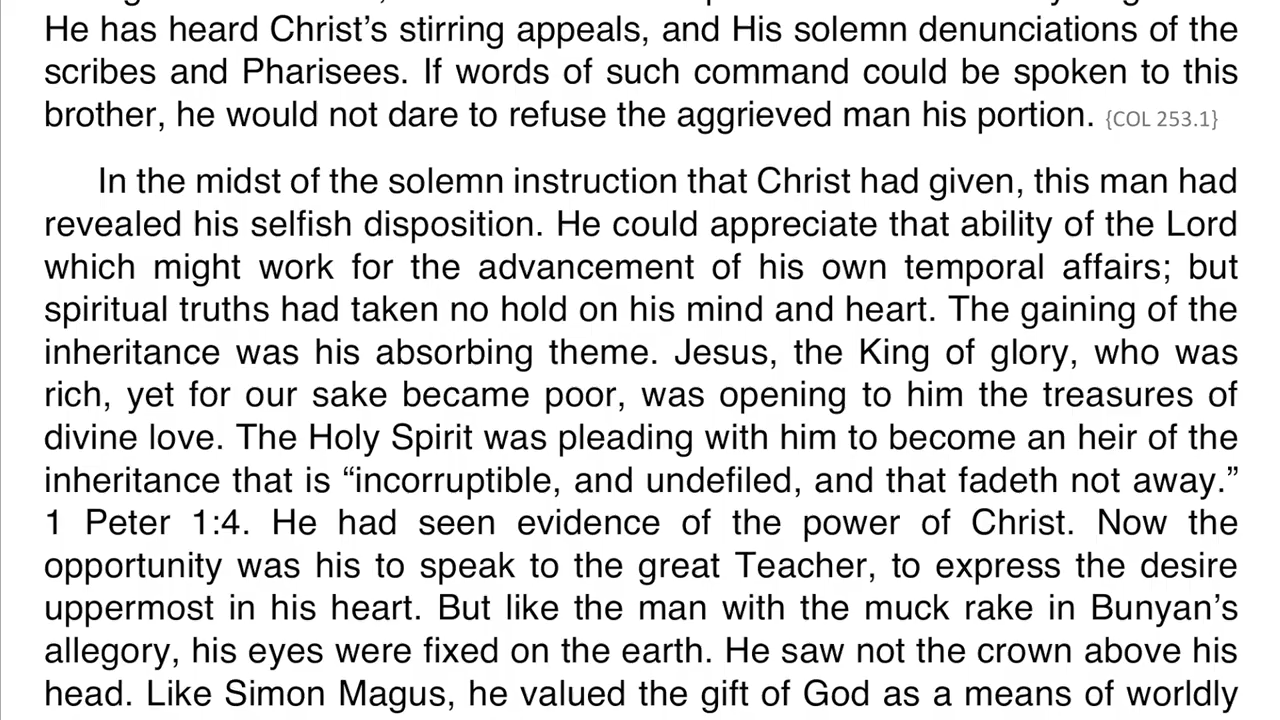 He has heard Christ’s stirring appeals, and His solemn denunciations of the
scribes and Pharisees. If words of such command could be spoken to this
brother, he would not dare to refuse the aggrieved man his portion. {COL 253.1}
In the midst of the solemn instruction that Christ had given, this man had
revealed his selfish disposition. He could appreciate that ability of the Lord
which might work for the advancement of his own temporal affairs; but
spiritual truths had taken no hold on his mind and heart. The gaining of the
inheritance was his absorbing theme. Jesus, the King of glory, who was
rich, yet for our sake became poor, was opening to him the treasures of
divine love. The Holy Spirit was pleading with him to become an heir of the
inheritance that is “incorruptible, and undefiled, and that fadeth not away.”
1 Peter 1:4. He had seen evidence of the power of Christ. Now the
opportunity was his to speak to the great Teacher, to express the desire
uppermost in his heart. But like the man with the muck rake in Bunyan’s
allegory, his eyes were fixed on the earth. He saw not the crown above his
head. Like Simon Magus, he valued the gift of God as a means of worldly